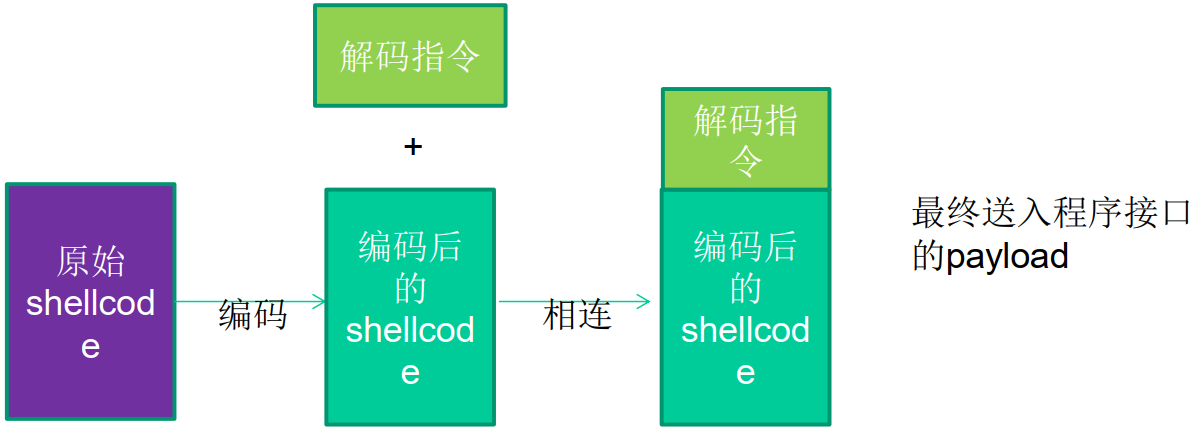 解码指令
+
原始
shellcod
e
编码
编码后
的
shellcod
e
相连
解码指
令
编码后
的
shellcod
e
最终送入程序接口
的payload